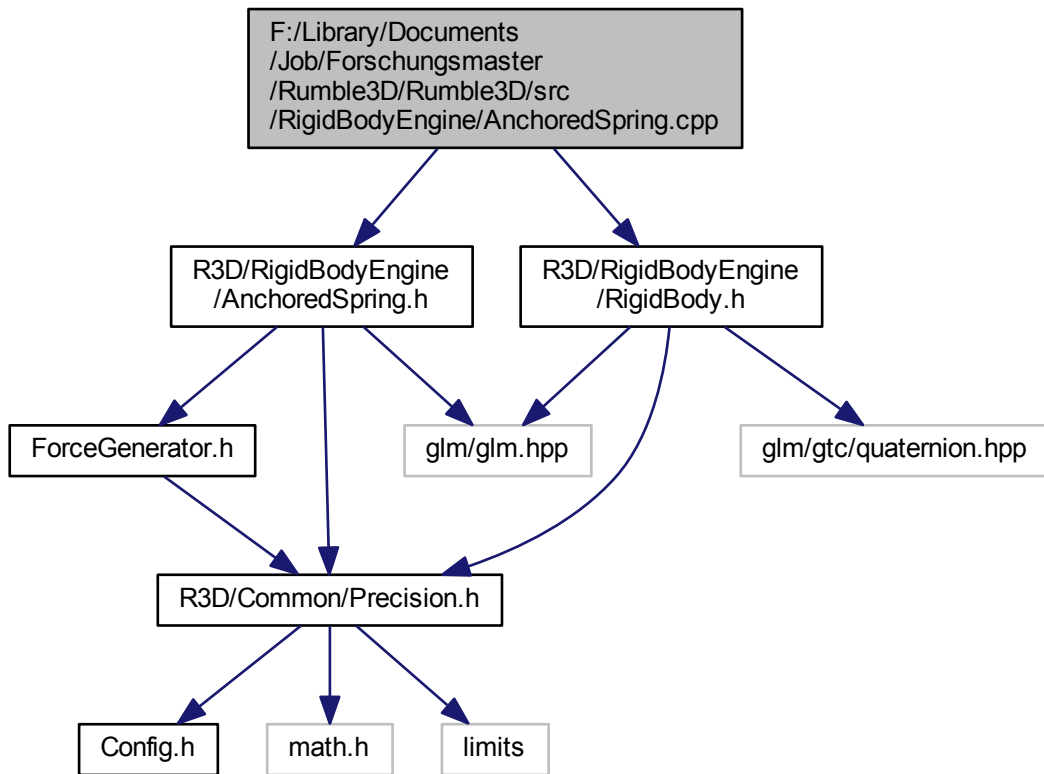 F:/Library/Documents
/Job/Forschungsmaster
/Rumble3D/Rumble3D/src
/RigidBodyEngine/AnchoredSpring.cpp
R3D/RigidBodyEngine
/AnchoredSpring.h
R3D/RigidBodyEngine
/RigidBody.h
ForceGenerator.h
glm/glm.hpp
glm/gtc/quaternion.hpp
R3D/Common/Precision.h
Config.h
math.h
limits